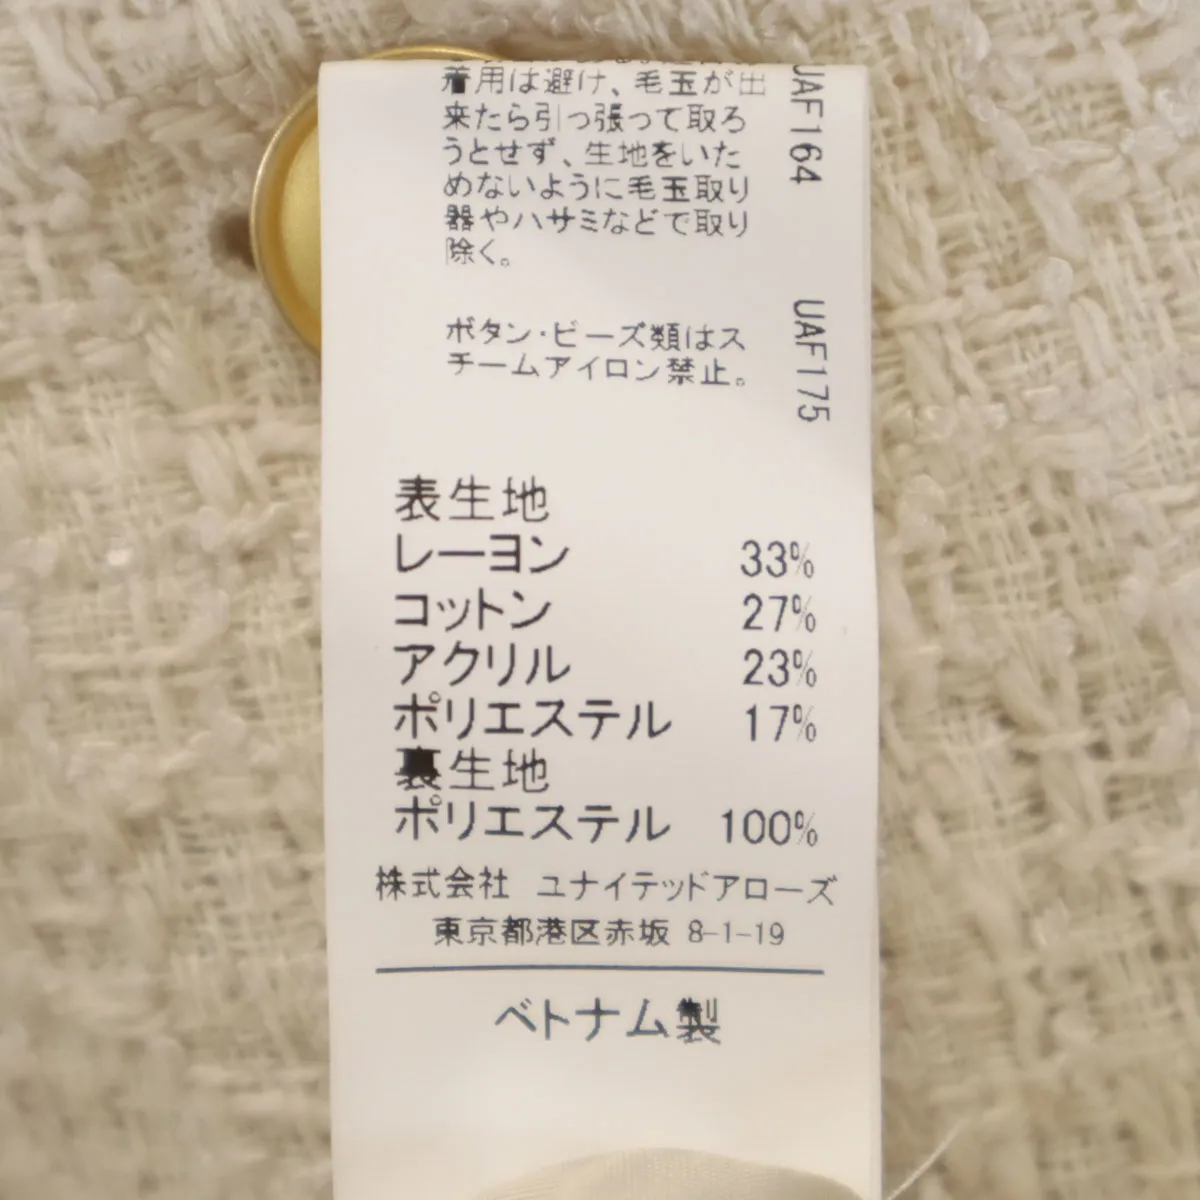 着用は避け、毛玉が出
来たら引っ張って取ろ
うとせず、生地をいた
めないように毛玉取り
器やハサミなどで取り
除く。
UAF164
ボタン・ビーズ類はス
チームアイロン禁止。
UAF175
表生地
レーヨン 33%
コットン 27%
アクリル 23%
ポリエステル 17%
裏生地
ポリエステル 100%
株式会社 ユナイテッドアローズ
東京都港区赤坂 8-1-19
ベトナム製